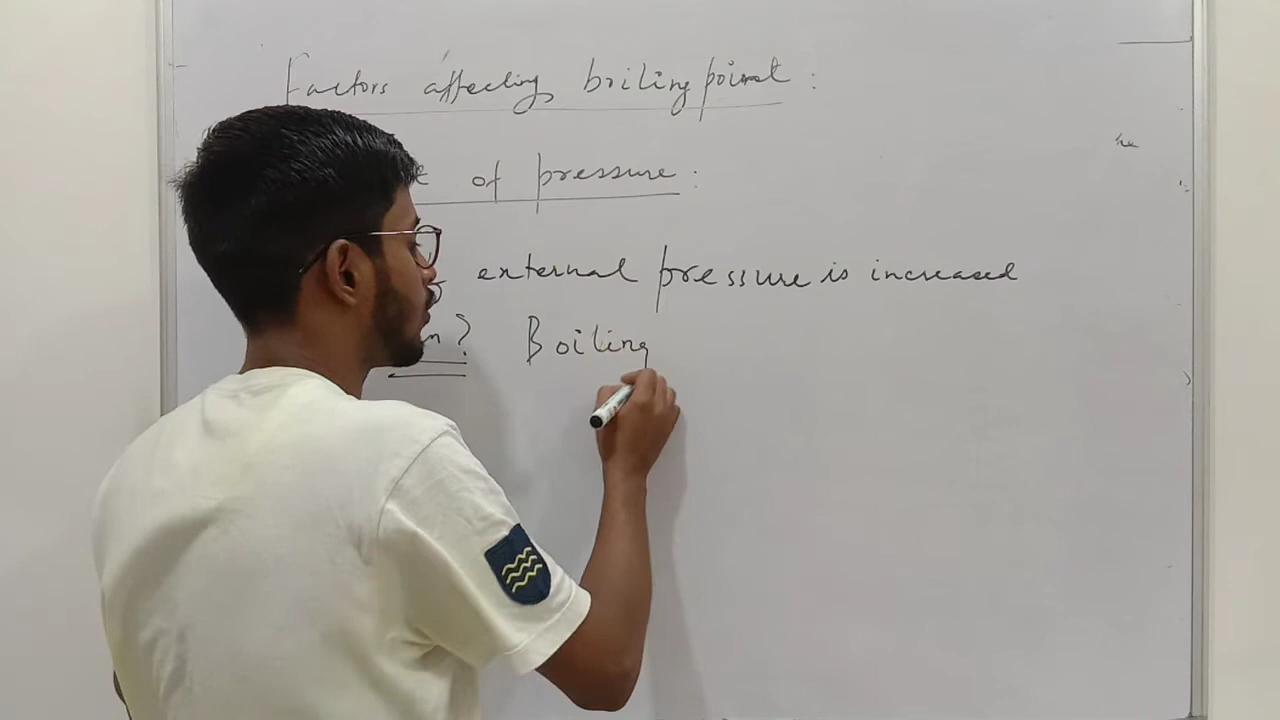 Factors affecting boiling point :
of pressure :
external pressure is increased
Boiling